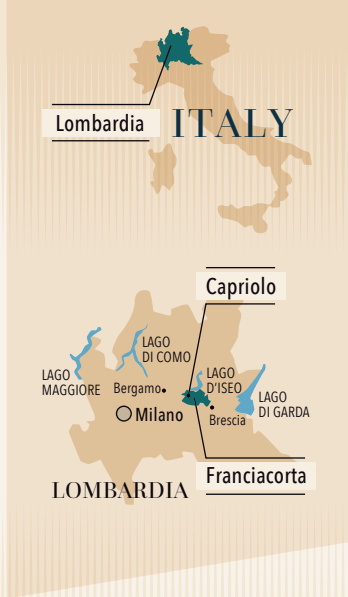 Lombardia
ITALY
Capriolo
LAGO
DI COMO
LAGO
MAGGIORE
LAGO
D'ISEO
Bergamo
LAGO
DI GARDA
Milano
Brescia
Franciacorta
LOMBARDIA